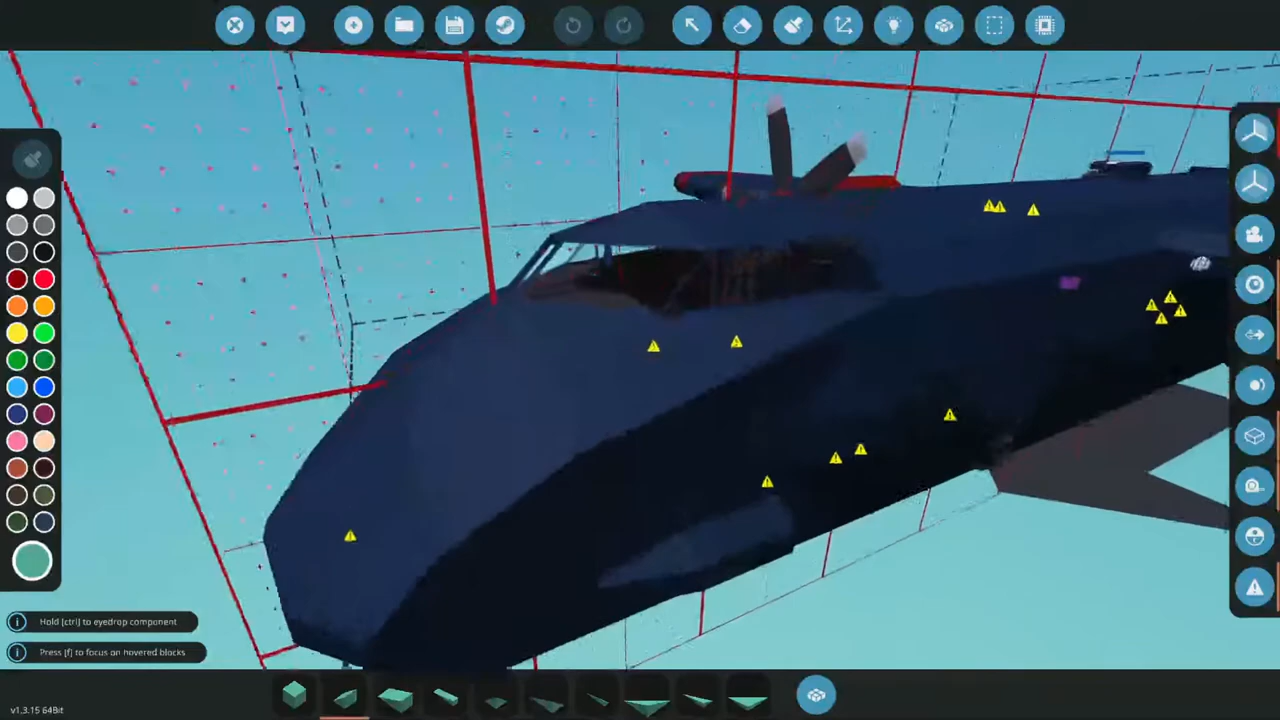 Hold [ctrl] to eyedrop component
Press [f] to focus on hovered blocks
v1.3.15 64Bit